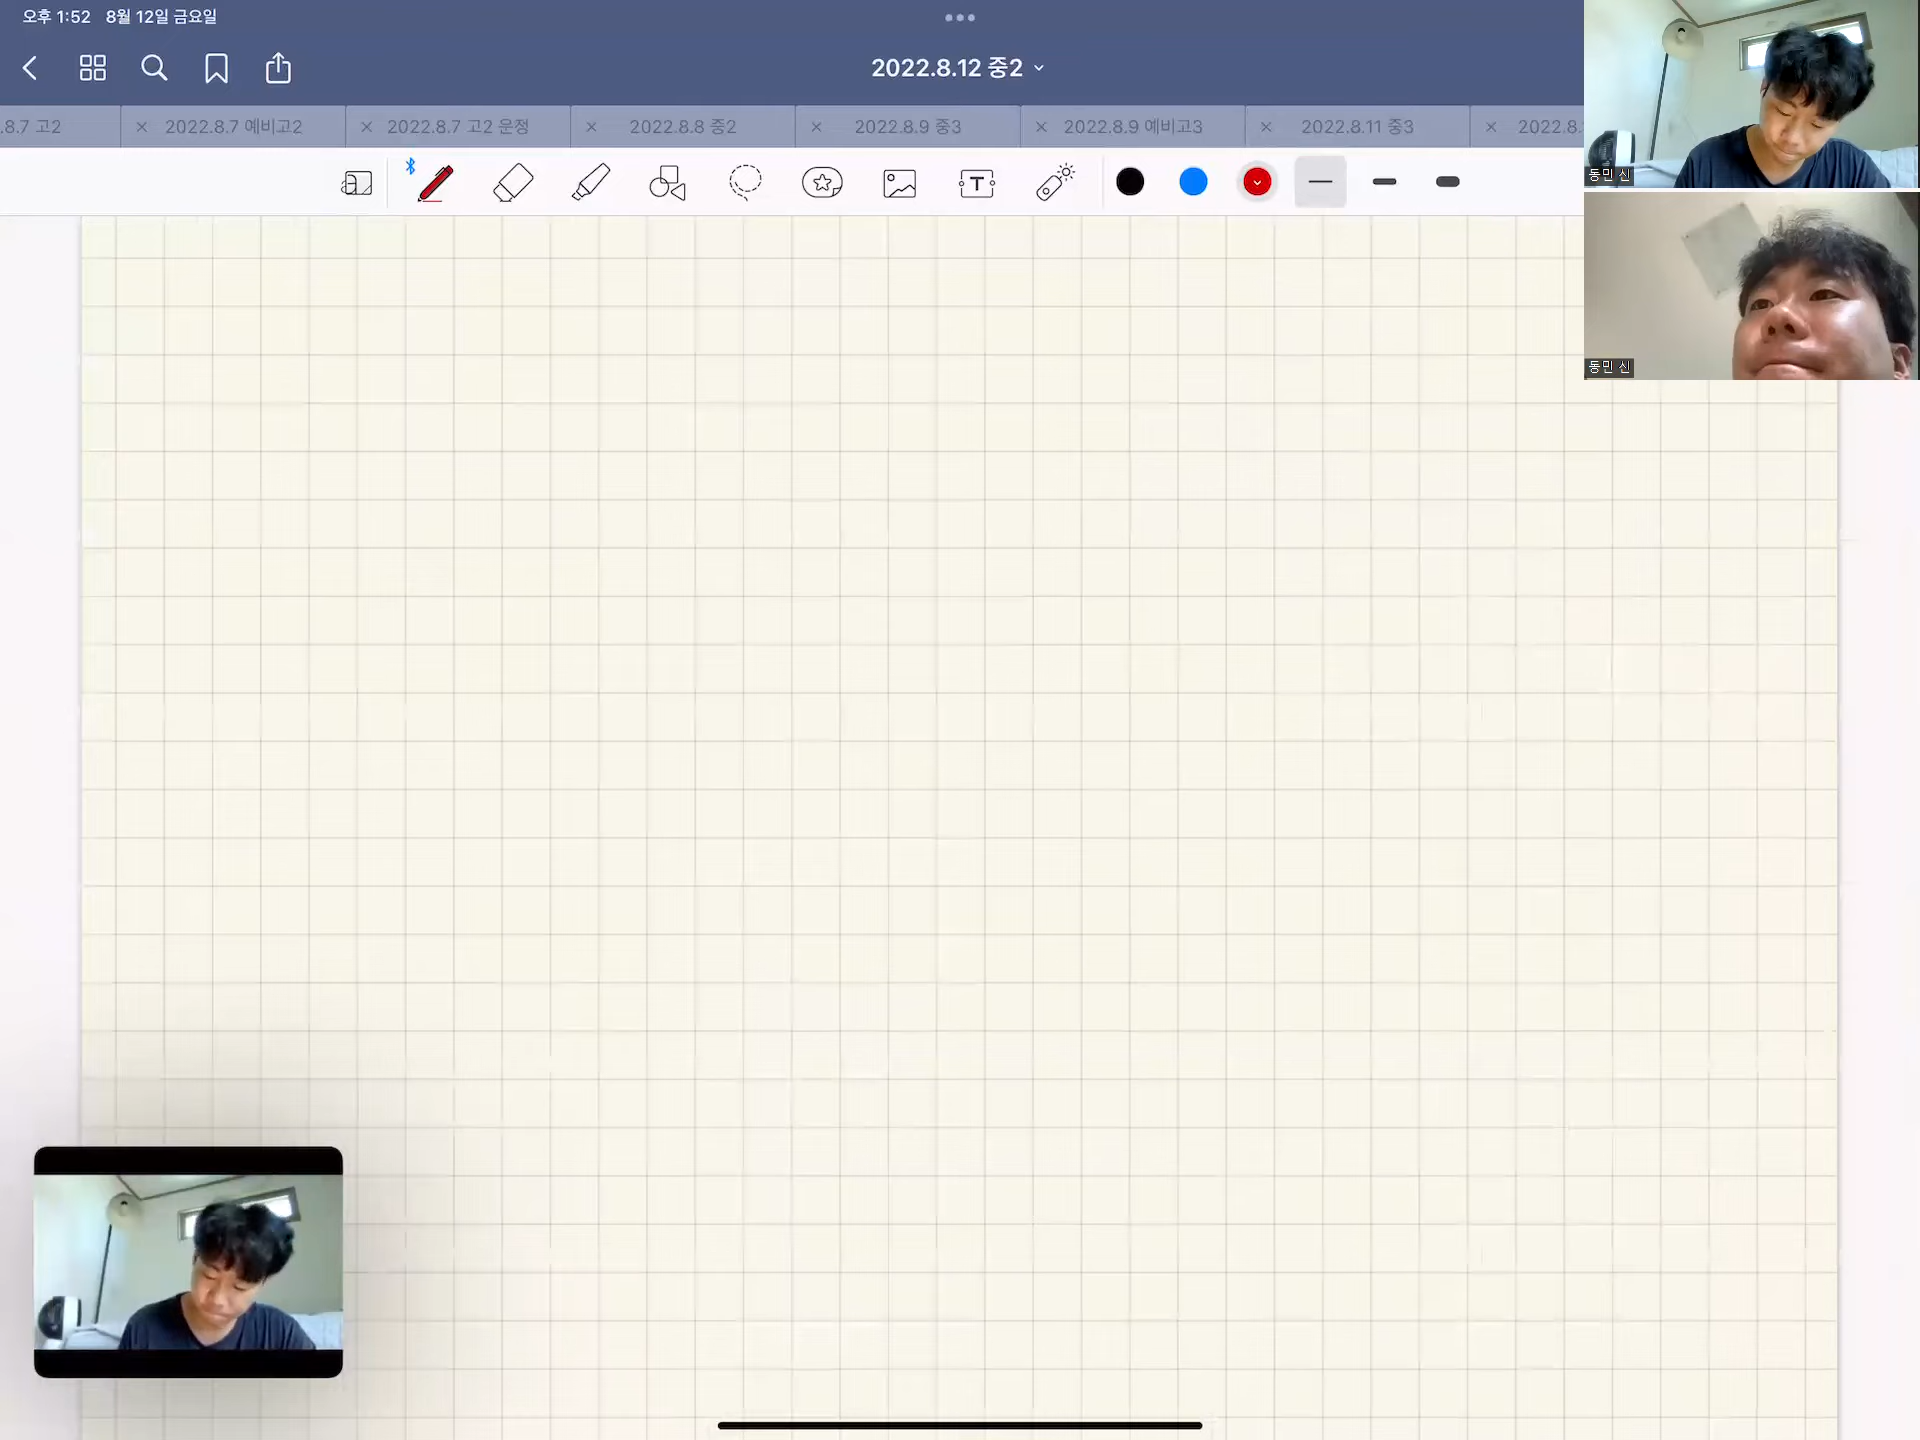 오후 1:52 8월 12일 금요일
2022.8.12 중2
.8.7 고2
2022.8.7 예비고2
2022.8.7 고2 운정
2022.8.8 중2
2022.8.9 중3
2022.8.9 예비고3
2022.8.11 중3
2022.8.
동민 신
동민 신